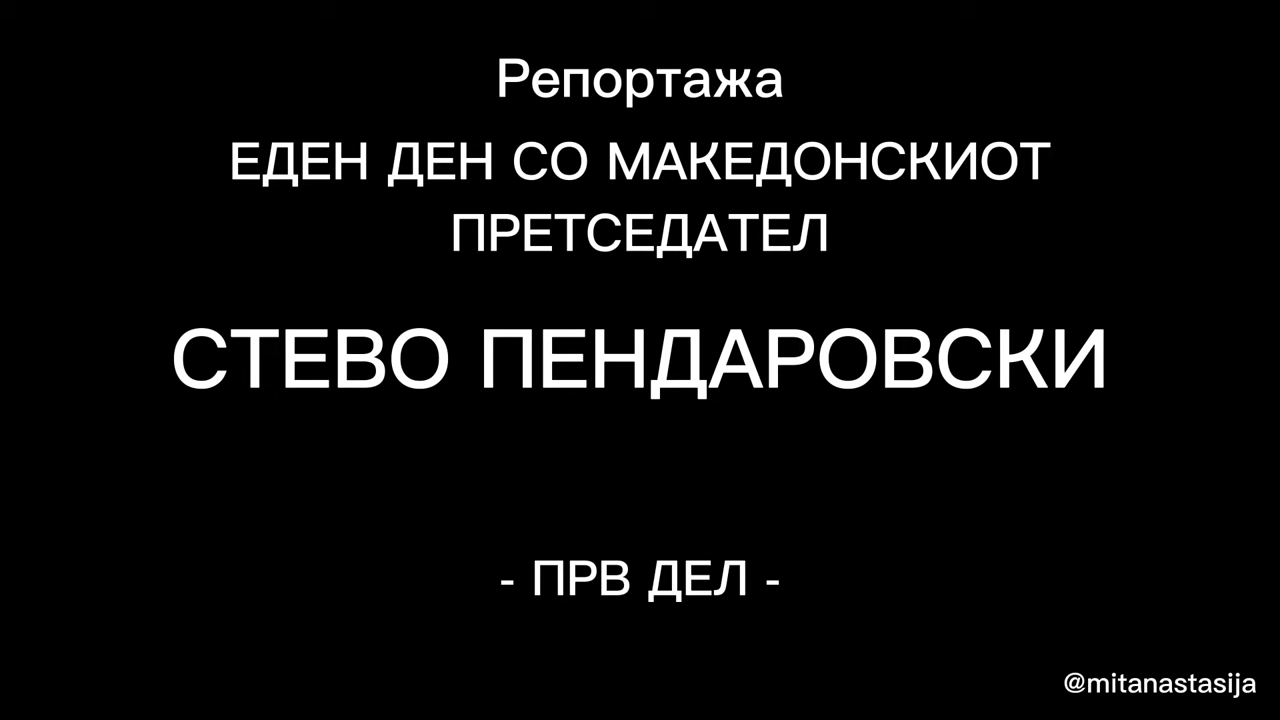 Репортажа
ЕДЕН ДЕН СО МАКЕДОНСКИОТ
ПРЕТСЕДАТЕЛ
СТЕВО ПЕНДАРОВСКИ
- ПРВ ДЕЛ -
@mitanastasija